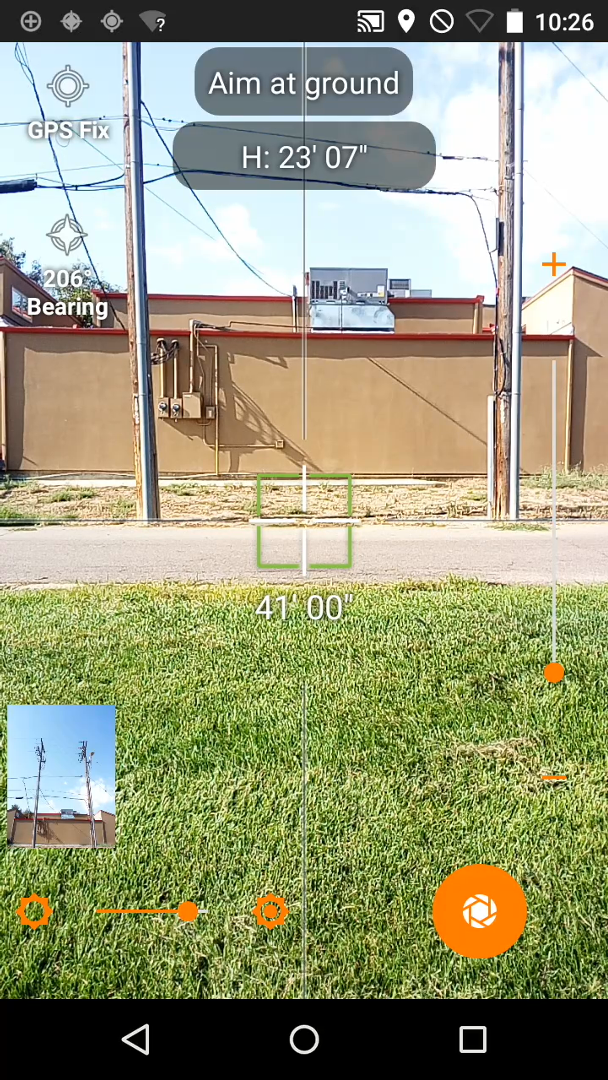 10:26
Aim at ground
GPS Fix
H: 23' 07"
206°
Bearing
41' 00"